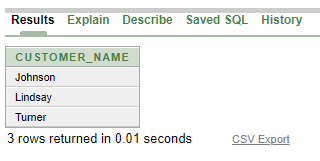 Results Explain Describe Saved SQL History
CUSTOMER_NAME
Johnson
Lindsay
Turner
3 rows returned in 0.01 seconds CSV Export